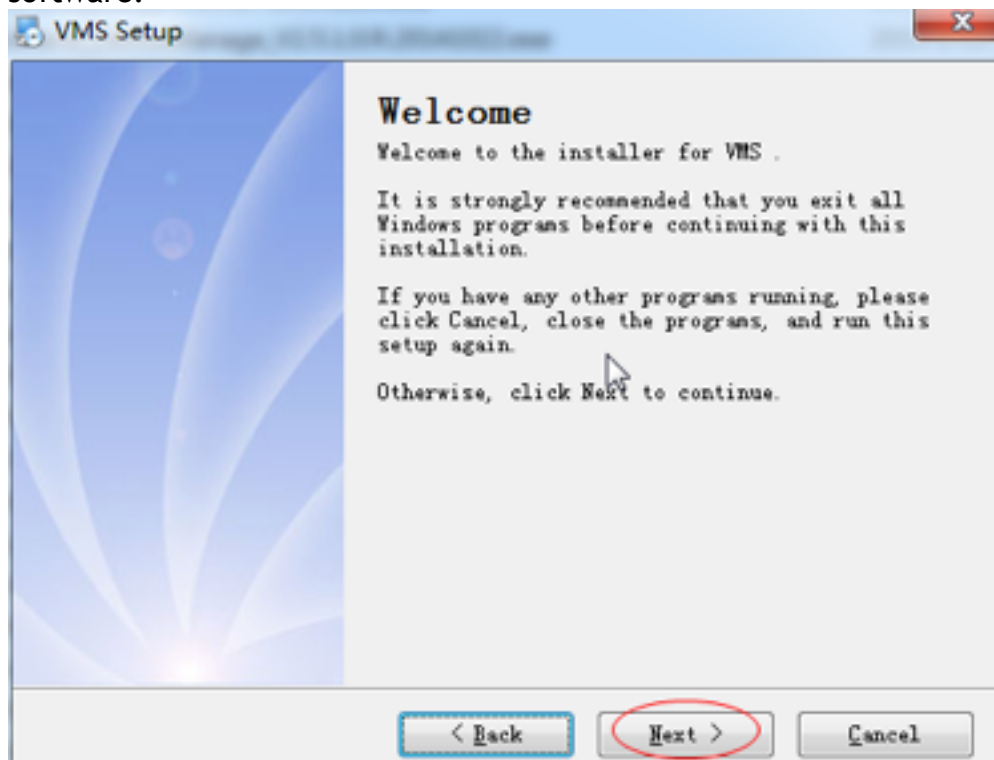 software.
VMS Setup
Welcome
Welcome to the installer for VMS .
It is strongly recommended that you exit all
Windows programs before continuing with this
installation.
If you have any other programs running, please
click Cancel, close the programs, and run this
setup again.
Otherwise, click Next to continue.
< Back
Next >
Cancel